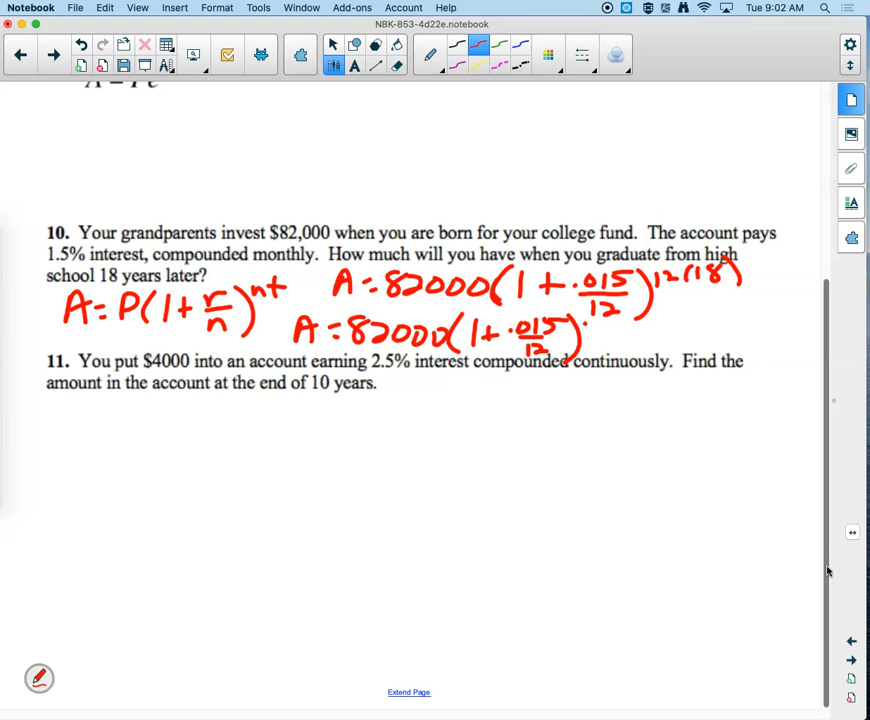 Notebook File Edit View Insert Format Tools Window Add-ons Account Help Tue 9:02 AM
NBK-853-4d22e.notebook
10. Your grandparents invest $82,000 when you are born for your college fund. The account pays
1.5% interest, compounded monthly. How much will you have when you graduate from high
school 18 years later?
A = 82000(1 + .015/12)^12(18)
A = P(1 + r/n)^nt
A = 82000(1 + .015/12)
11. You put $4000 into an account earning 2.5% interest compounded continuously. Find the
amount in the account at the end of 10 years.
Extend Page